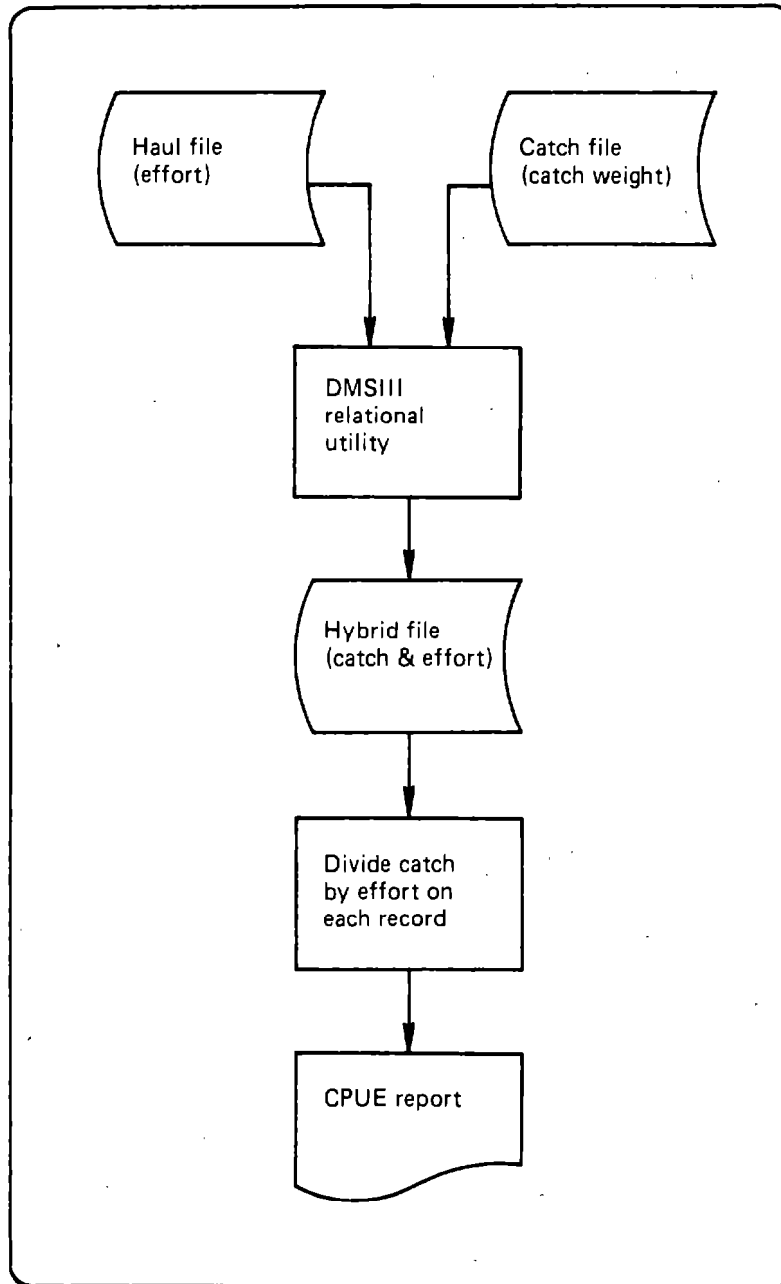 Haul file
(effort)
Catch file
(catch weight)
DMSIII
relational
utility
Hybrid file
(catch & effort)
Divide catch
by effort on
each record
CPUE report